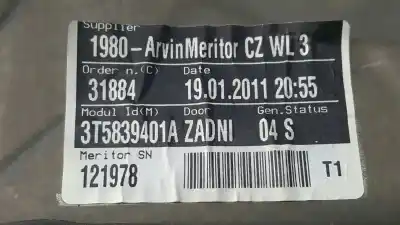 Supplier
1980-ArvinMeritor CZ WL 3
Order n.(C) Date
31884 19.01.2011 20:55
Modul Id(M) Door Gen.Status
3T5839401A ZADNI 04 S
Meritor SN
121978 T1